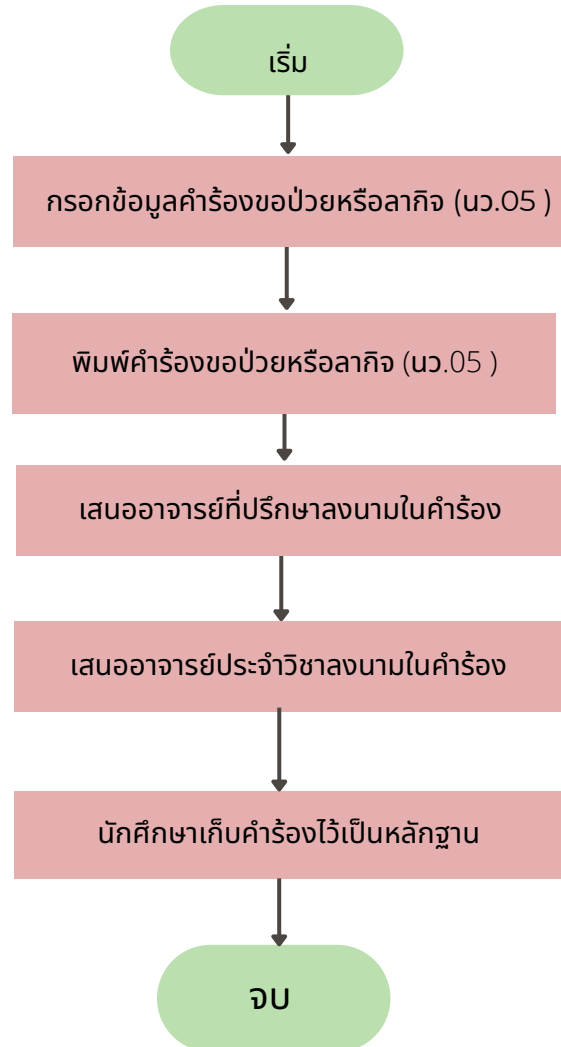 เริ่ม
กรอกข้อมูลคำร้องขอป่วยหรือลากิจ (นว.05 )
พิมพ์คำร้องขอป่วยหรือลากิจ (นว.05 )
เสนออาจารย์ที่ปรึกษาลงนามในคำร้อง
เสนออาจารย์ประจำวิชาลงนามในคำร้อง
นักศึกษาเก็บคำร้องไว้เป็นหลักฐาน
จบ